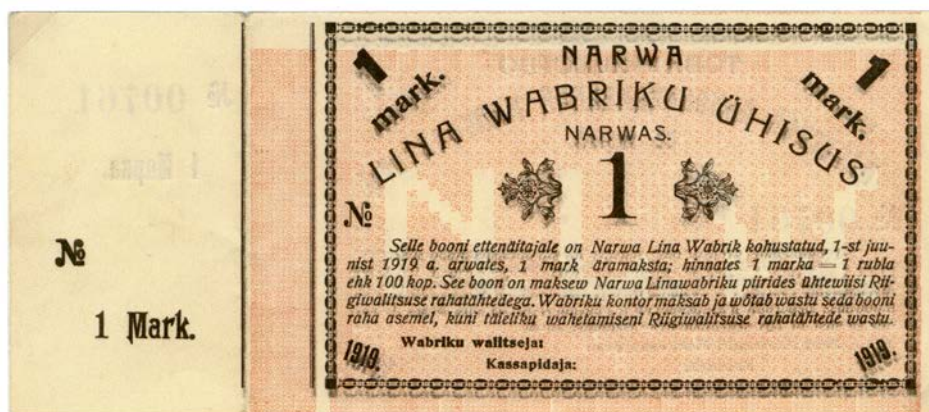 №
1 Mark.
1 mark.
1 mark.
NARWA
LINA WABRIKU ÜHISUS
NARWAS.
1
№
Selle booni ettenäitajale on Narwa Lina Wabrik kohustatud, 1-st juu-
nist 1919 a. arwates, 1 mark äramaksta; hinnates 1 marka = 1 rubla
ehk 100 kop. See boon on maksew Narwa Linawabriku piirides ühtewiisi Rii-
giwalitsuse rahatähtedega. Wabriku kontor maksab ja wõtab wastu seda booni
raha asemel, kuni täieliku wahetamiseni Riigiwalitsuse rahatähtede wastu.
Wabriku walitseja:
Kassapidaja:
1919.
1919.